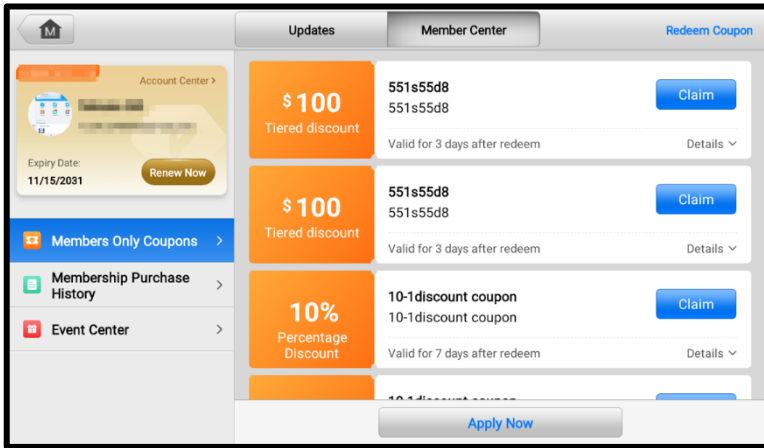 M
Updates
Member Center
Redeem Coupon
Account Center >
Expiry Date:
11/15/2031
Renew Now
Members Only Coupons
Membership Purchase
History
Event Center
$100
Tiered discount
551s55d8
551s55d8
Claim
Valid for 3 days after redeem
Details
$100
Tiered discount
551s55d8
551s55d8
Claim
Valid for 3 days after redeem
Details
10%
Percentage
Discount
10-1discount coupon
10-1discount coupon
Claim
Valid for 7 days after redeem
Details
Apply Now